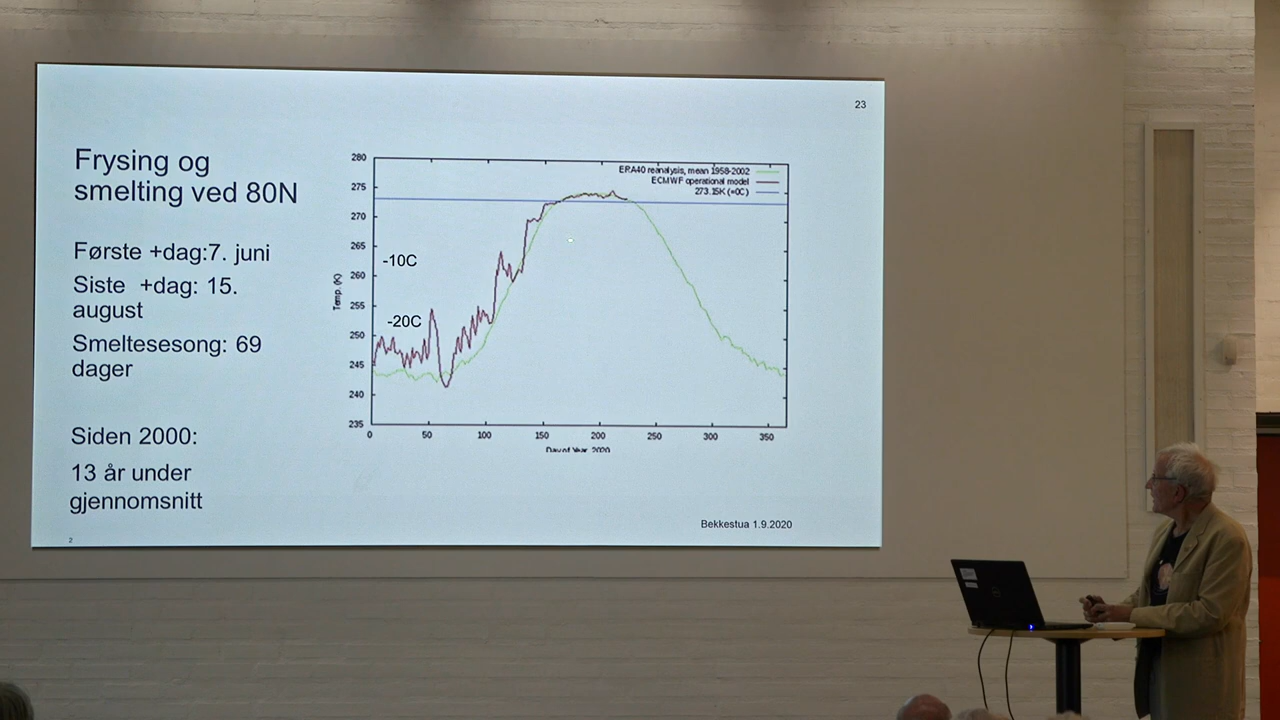 23
Frysing og
smelting ved 80N
Første +dag:7. juni
Siste +dag: 15.
august
Smeltesesong: 69
dager
Siden 2000:
13 år under
gjennomsnitt
2
280
275
270
265
260
255
250
245
240
235
Temp. (K)
-10C
-20C
ERA40 reanalysis, mean 1958-2002
ECMWF operational model
273.15K (=0C)
0 50 100 150 200 250 300 350
Day of Year 2020
Bekkestua 1.9.2020